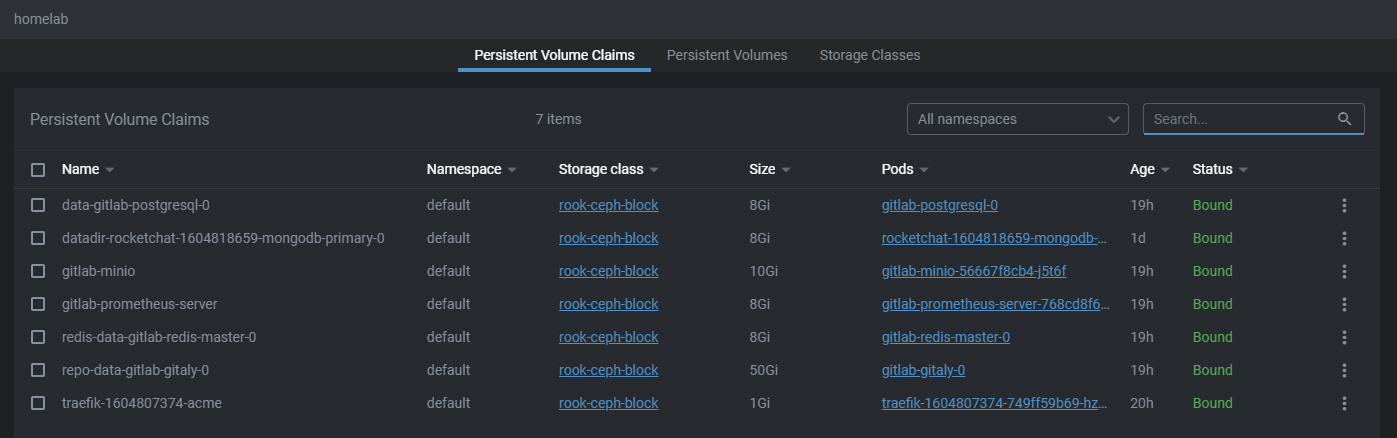 homelab
Persistent Volume Claims Persistent Volumes Storage Classes
Persistent Volume Claims 7 items All namespaces Search...
Name Namespace Storage class Size Pods Age Status
data-gitlab-postgresql-0 default rook-ceph-block 8Gi gitlab-postgresql-0 19h Bound
datadir-rocketchat-1604818659-mongodb-primary-0 default rook-ceph-block 8Gi rocketchat-1604818659-mongodb-... 1d Bound
gitlab-minio default rook-ceph-block 10Gi gitlab-minio-56667f8cb4-j5t6f 19h Bound
gitlab-prometheus-server default rook-ceph-block 8Gi gitlab-prometheus-server-768cd8f6... 19h Bound
redis-data-gitlab-redis-master-0 default rook-ceph-block 8Gi gitlab-redis-master-0 19h Bound
repo-data-gitlab-gitaly-0 default rook-ceph-block 50Gi gitlab-gitaly-0 19h Bound
traefik-1604807374-acme default rook-ceph-block 1Gi traefik-1604807374-749ff59b69-hz... 20h Bound